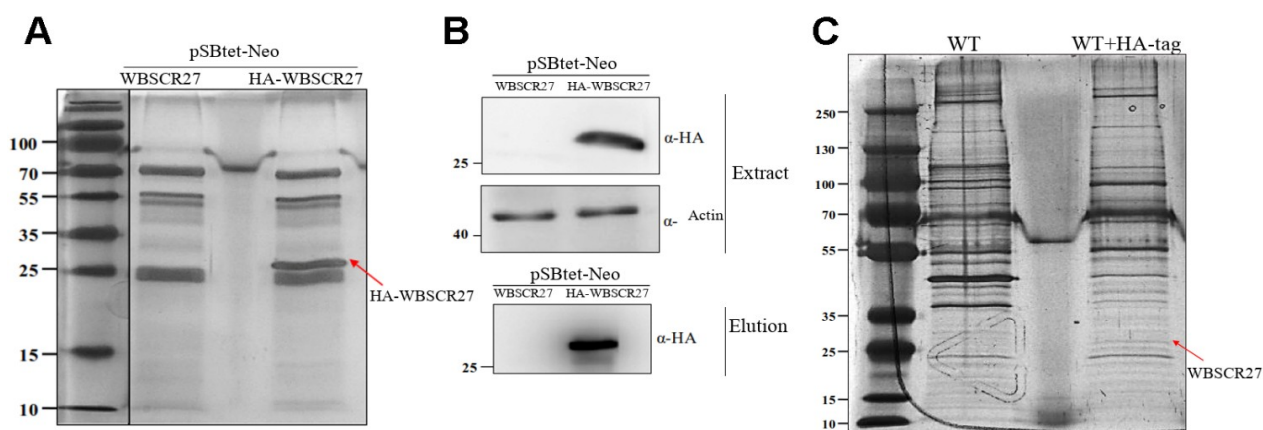 A
pSBtet-Neo
WBSCR27 HA-WBSCR27
100
70
55
35
25
15
10
HA-WBSCR27
B
pSBtet-Neo
WBSCR27 HA-WBSCR27
25
α-HA
40
α- Actin
Extract
pSBtet-Neo
WBSCR27 HA-WBSCR27
25
α-HA
Elution
C
WT WT+HA-tag
250
130
100
70
55
35
25
15
10
WBSCR27